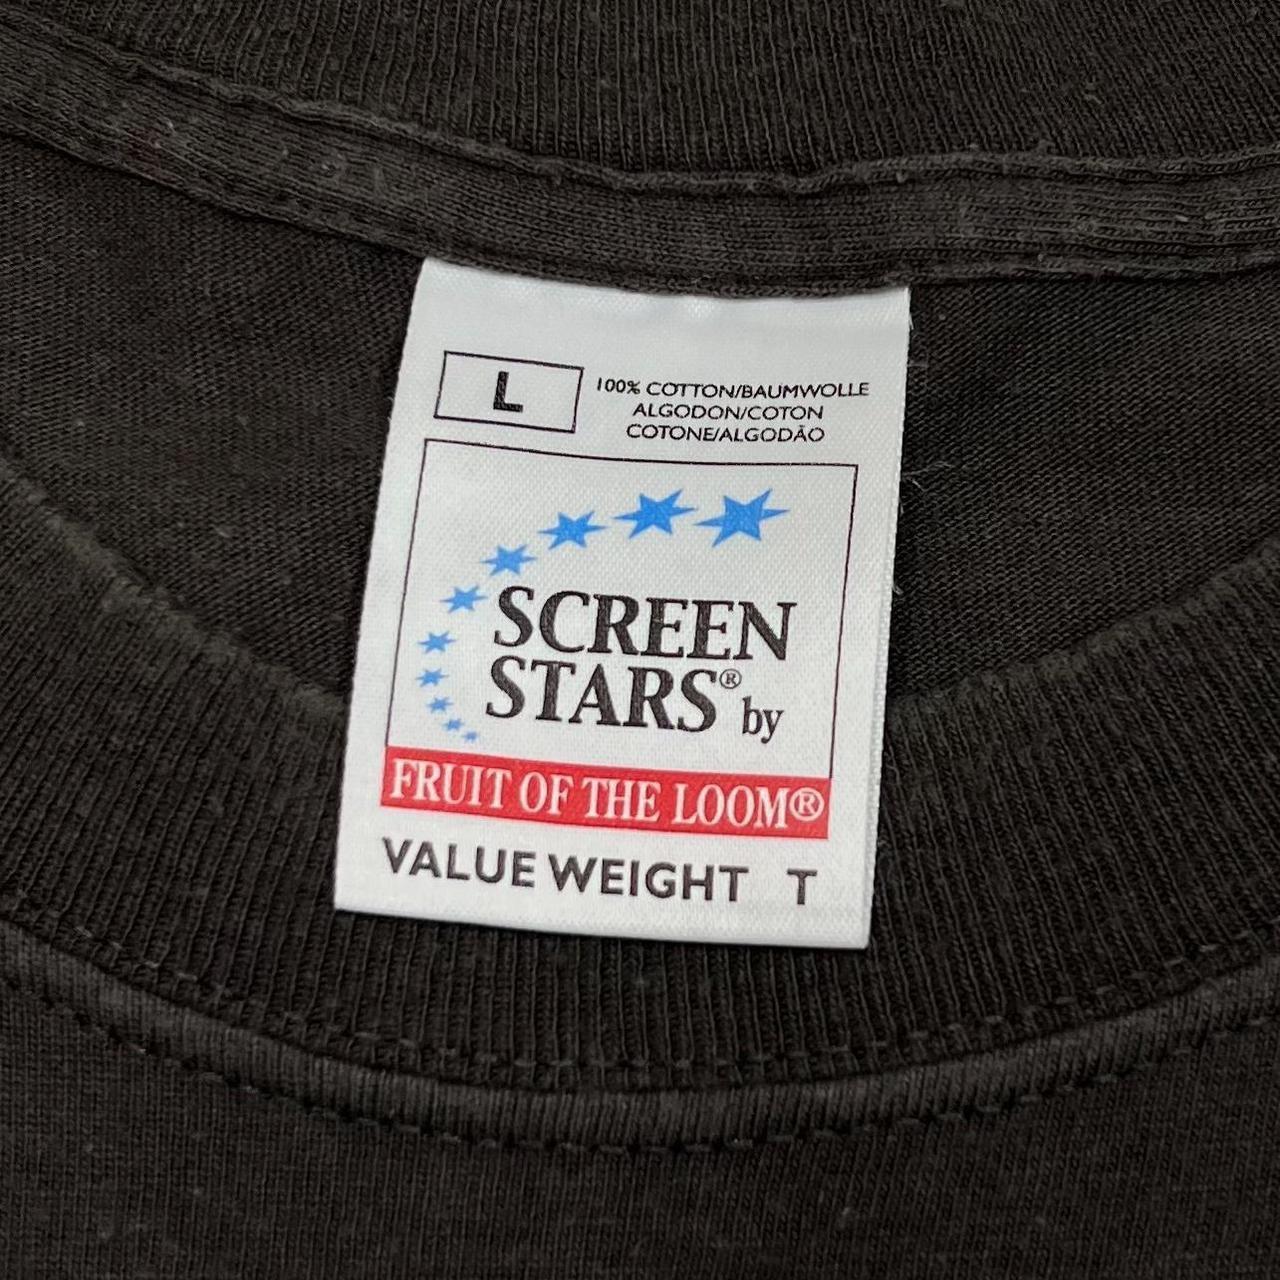 L
100% COTTON/BAUMWOLLE
ALGODON/COTON
COTONE/ALGODÃO
SCREEN
STARS® by
FRUIT OF THE LOOM®
VALUE WEIGHT T